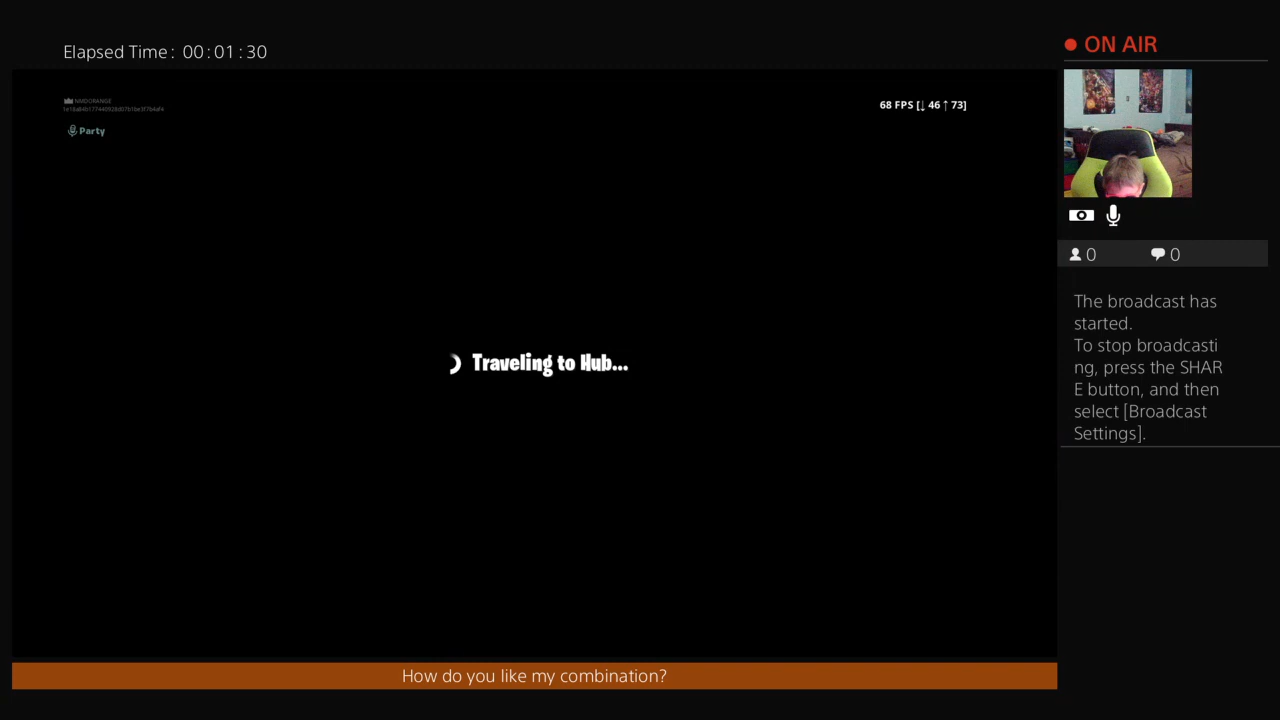 Elapsed Time: 00:01:30
ON AIR
NMDORANGE
68 FPS [↓ 46 ↑ 73]
Party
0 0
The broadcast has
started.
To stop broadcasti
ng, press the SHAR
E button, and then
select [Broadcast
Settings].
Traveling to Hub...
How do you like my combination?